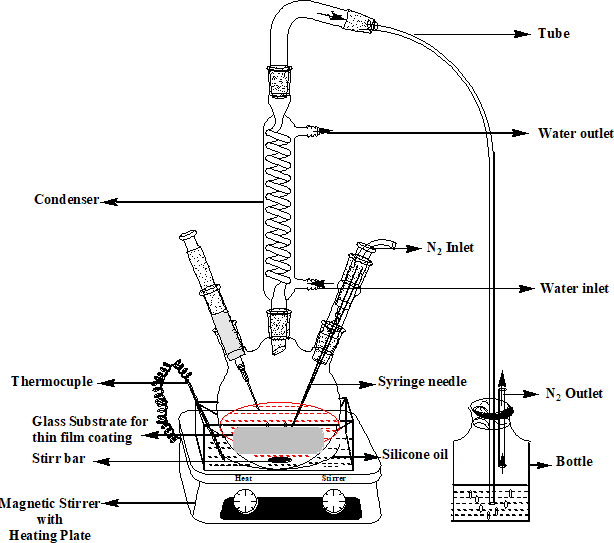 Tube
Water outlet
Condenser
N2 Inlet
Water inlet
Thermocuple
Syringe needle
N2 Outlet
Glass Substrate for
thin film coating
Stirr bar
Silicone oil
Bottle
Heat
Stirrer
Magnetic Stirrer
with
Heating Plate